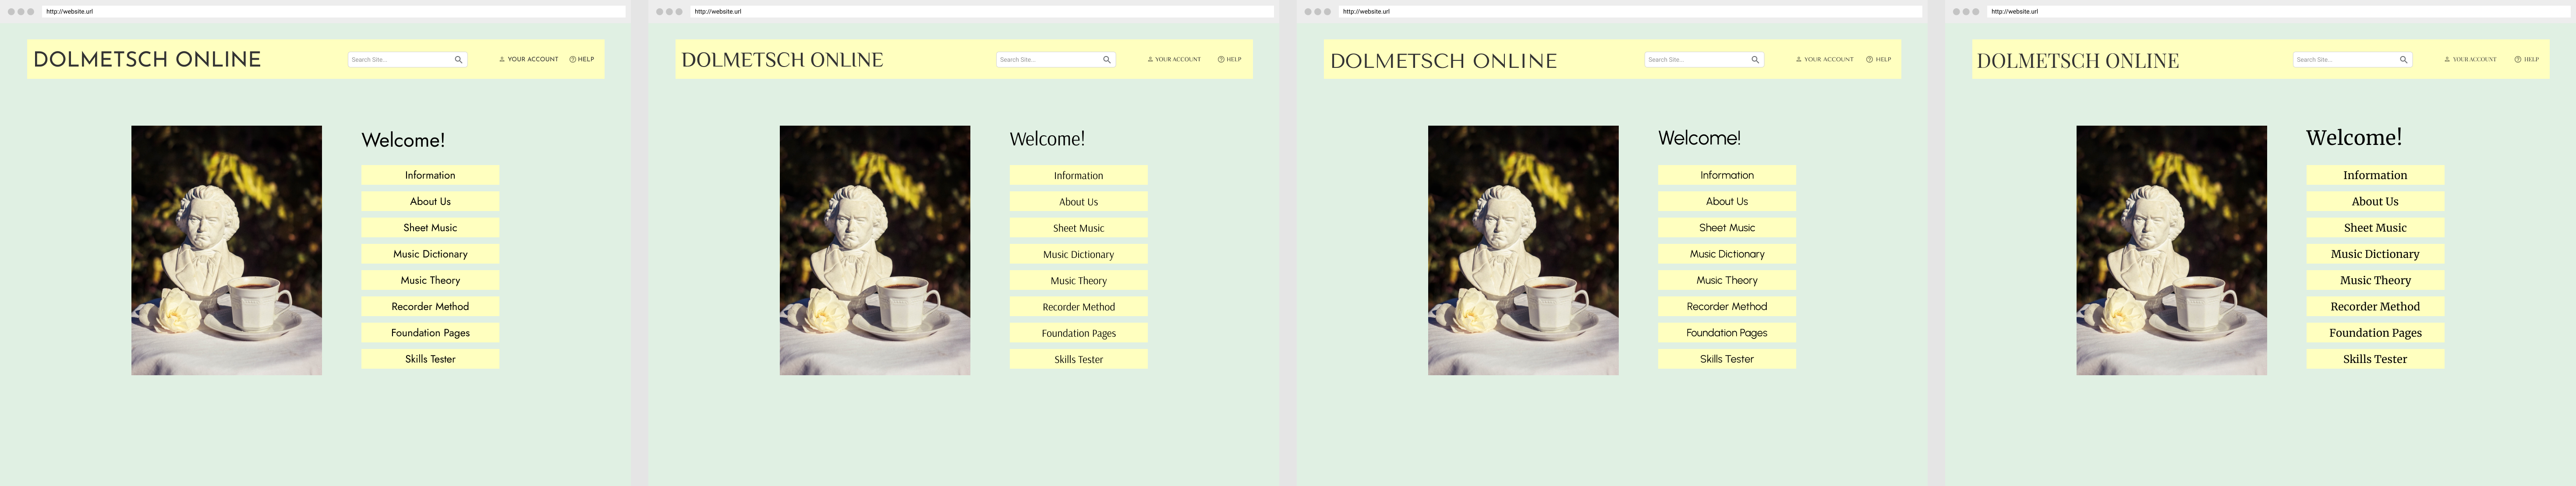 http://website.url
DOLMETSCH ONLINE
Search Site...
YOUR ACCOUNT
HELP
Welcome!
Information
About Us
Sheet Music
Music Dictionary
Music Theory
Recorder Method
Foundation Pages
Skills Tester
http://website.url
DOLMETSCH ONLINE
Search Site...
YOUR ACCOUNT
HELP
Welcome!
Information
About Us
Sheet Music
Music Dictionary
Music Theory
Recorder Method
Foundation Pages
Skills Tester
http://website.url
DOLMETSCH ONLINE
Search Site...
YOUR ACCOUNT
HELP
Welcome!
Information
About Us
Sheet Music
Music Dictionary
Music Theory
Recorder Method
Foundation Pages
Skills Tester
http://website.url
DOLMETSCH ONLINE
Search Site...
YOUR ACCOUNT
HELP
Welcome!
Information
About Us
Sheet Music
Music Dictionary
Music Theory
Recorder Method
Foundation Pages
Skills Tester